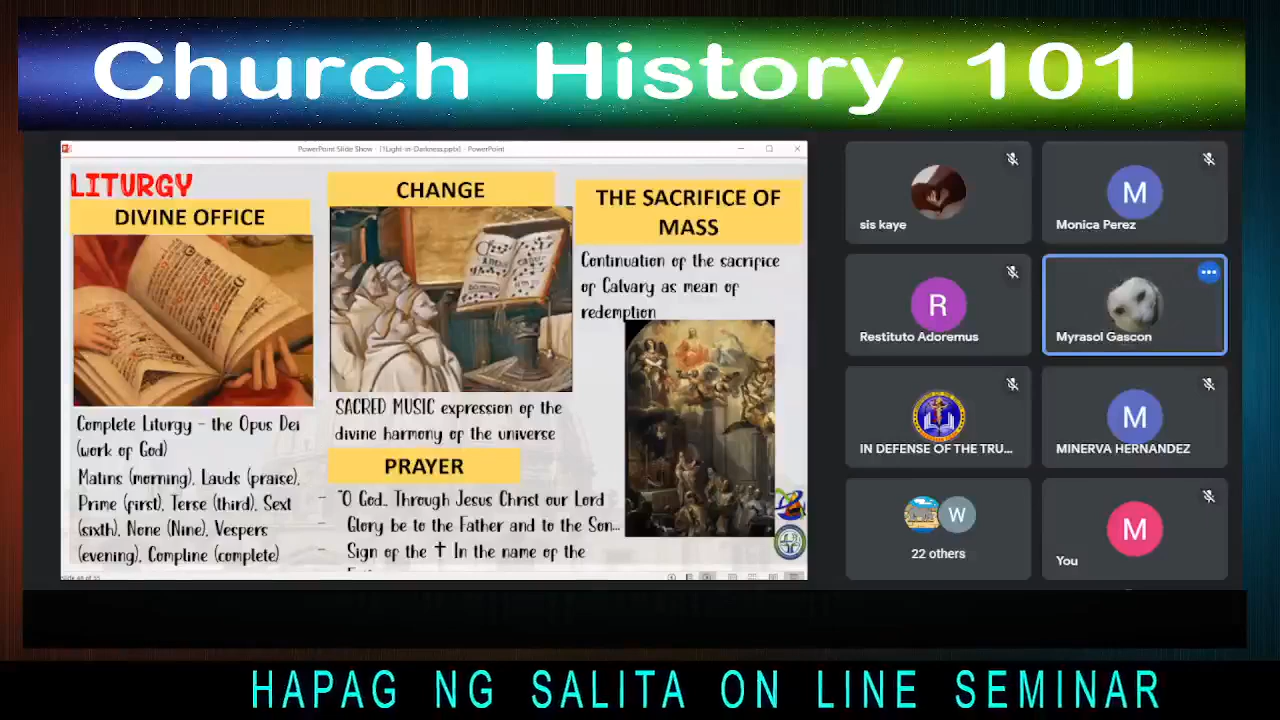 Church History 101
PowerPoint Slide Show - [1Light-in-Darkness.pptx] - PowerPoint
LITURGY
DIVINE OFFICE
Complete Liturgy - the Opus Dei
(work of God)
Matins (morning), Lauds (praise),
Prime (first), Terse (third), Sext
(sixth), None (Nine), Vespers
(evening), Compline (complete)
CHANGE
SACRED MUSIC expression of the
divine harmony of the universe
PRAYER
- "O God.. Through Jesus Christ our Lord
- Glory be to the Father and to the Son...
- Sign of the ✝ In the name of the
THE SACRIFICE OF
MASS
Continuation of the sacrifice
of Calvary as mean of
redemption
sis kaye
M
Monica Perez
R
Restituto Adoremus
Myrasol Gascon
IN DEFENSE OF THE TRU...
M
MINERVA HERNANDEZ
W
22 others
M
You
HAPAG NG SALITA ON LINE SEMINAR